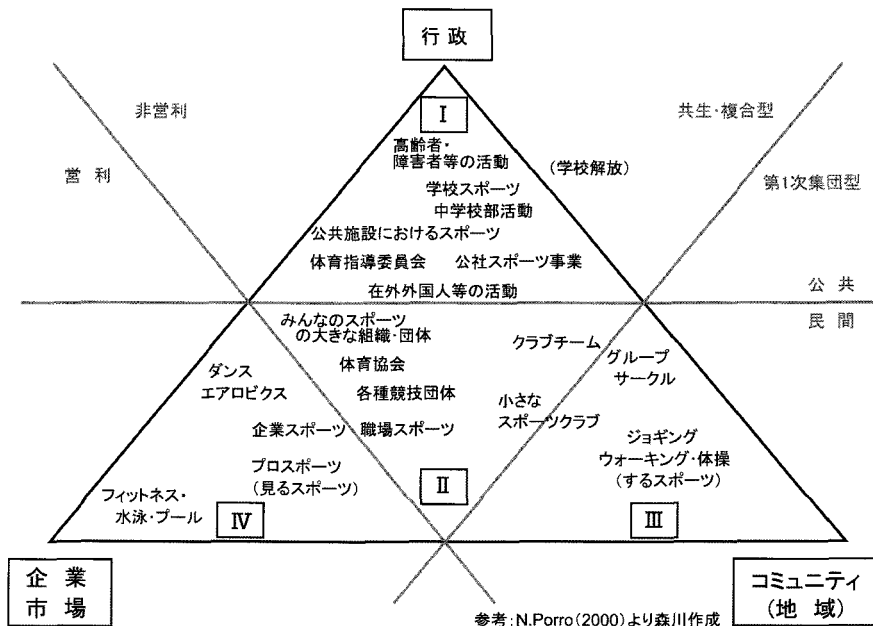 行政
非営利
共生・複合型
Ⅰ
高齢者・
障害者等の活動
(学校解放)
営利
学校スポーツ
第1次集団型
中学校部活動
公共施設におけるスポーツ
体育指導委員会
公社スポーツ事業
公共
在外外国人等の活動
民間
みんなのスポーツ
の大きな組織・団体
クラブチーム
グループ
サークル
ダンス
エアロビクス
体育協会
各種競技団体
小さな
スポーツクラブ
企業スポーツ
職場スポーツ
ジョギング
ウォーキング・体操
(するスポーツ)
プロスポーツ
(見るスポーツ)
フィットネス・
水泳・プール
Ⅱ
Ⅳ
Ⅲ
企業
市場
コミュニティ
(地域)
参考:N.Porro(2000)より森川作成